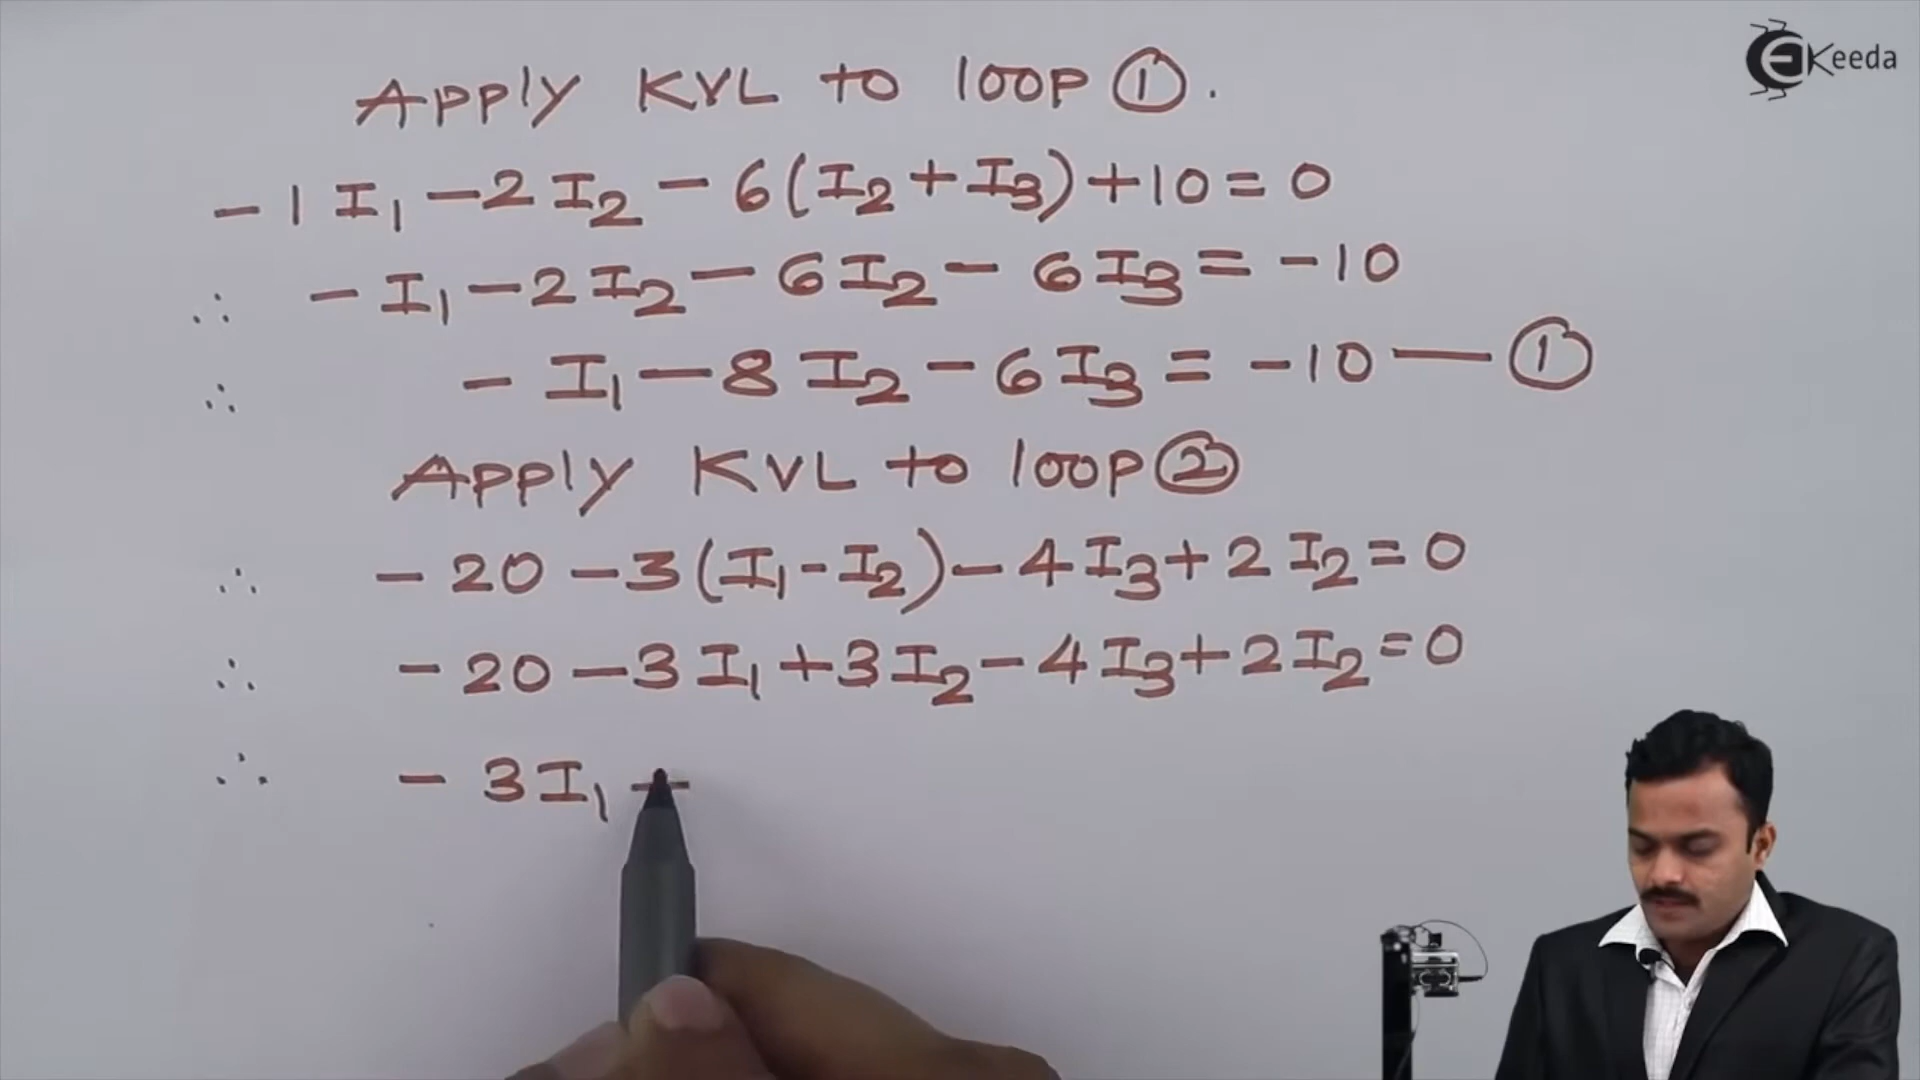 Keeda
Apply KVL to loop ①.
- 1 I₁ - 2 I₂ - 6(I₂ + I₃) + 10 = 0
∴ - I₁ - 2 I₂ - 6 I₂ - 6 I₃ = - 10
∴ - I₁ - 8 I₂ - 6 I₃ = - 10 — ①
Apply KVL to loop ②
∴ - 20 - 3 (I₁ - I₂) - 4 I₃ + 2 I₂ = 0
∴ - 20 - 3 I₁ + 3 I₂ - 4 I₃ + 2 I₂ = 0
∴ - 3 I₁ +